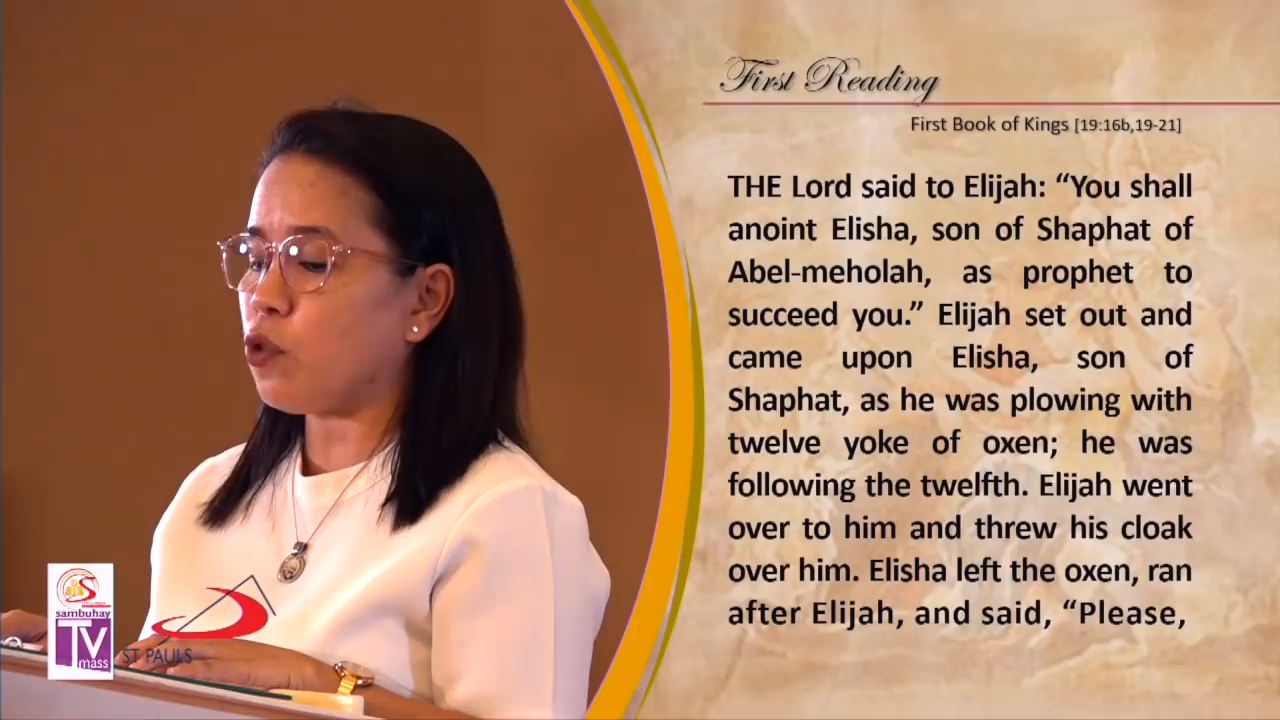 First Reading
First Book of Kings [19:16b,19-21]
THE Lord said to Elijah: “You shall
anoint Elisha, son of Shaphat of
Abel-meholah, as prophet to
succeed you.” Elijah set out and
came upon Elisha, son of
Shaphat, as he was plowing with
twelve yoke of oxen; he was
following the twelfth. Elijah went
over to him and threw his cloak
over him. Elisha left the oxen, ran
after Elijah, and said, “Please,
sambuhay
TV
mass
ST PAULS